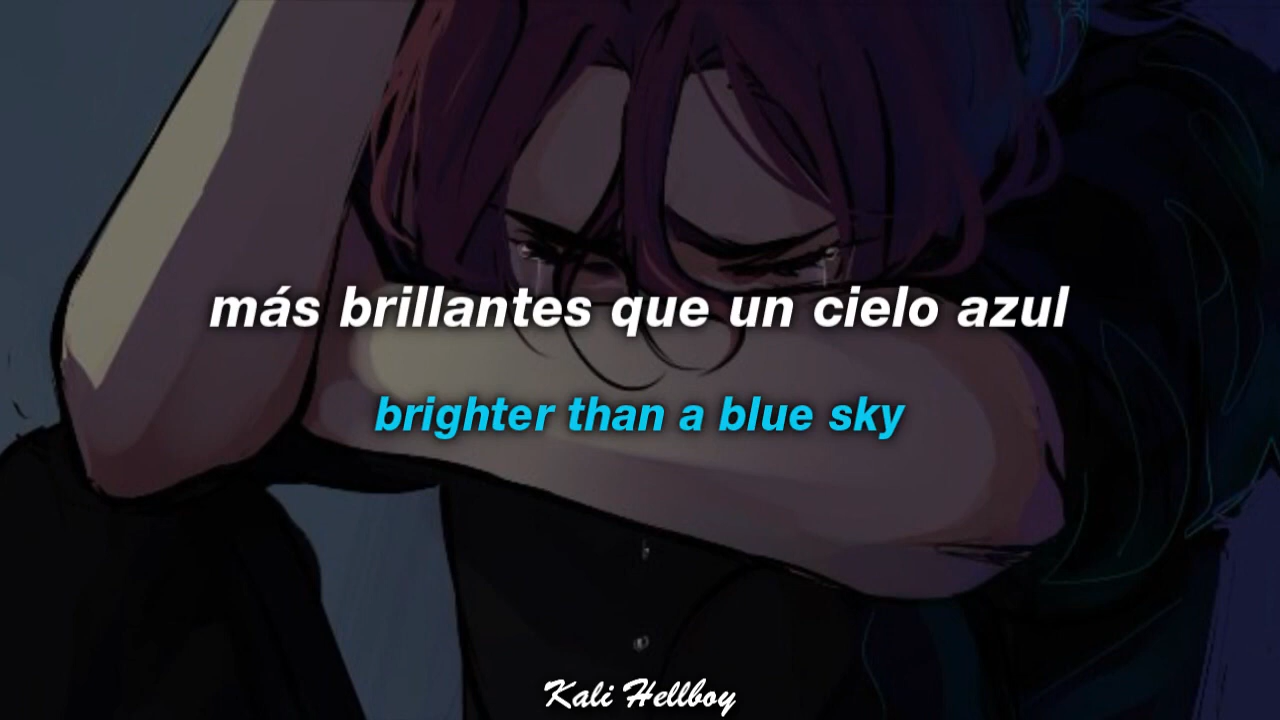 más brillantes que un cielo azul
brighter than a blue sky
Kali Hellboy